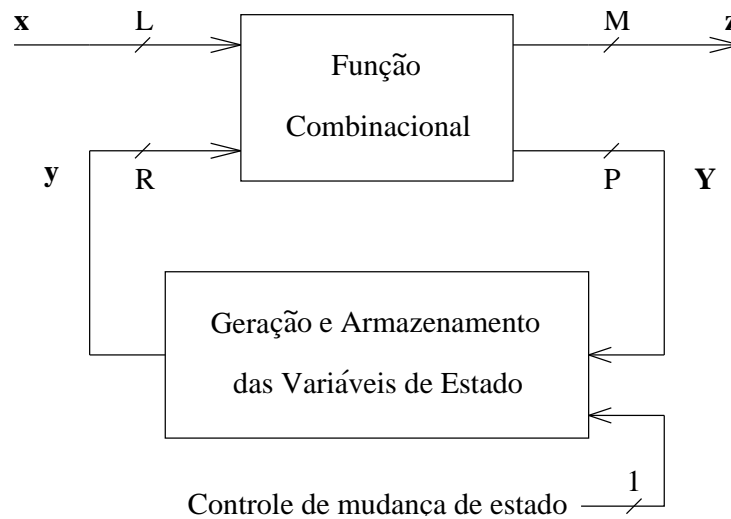 x L M z
Função
Combinacional
y R P Y
Geração e Armazenamento
das Variáveis de Estado
1
Controle de mudança de estado